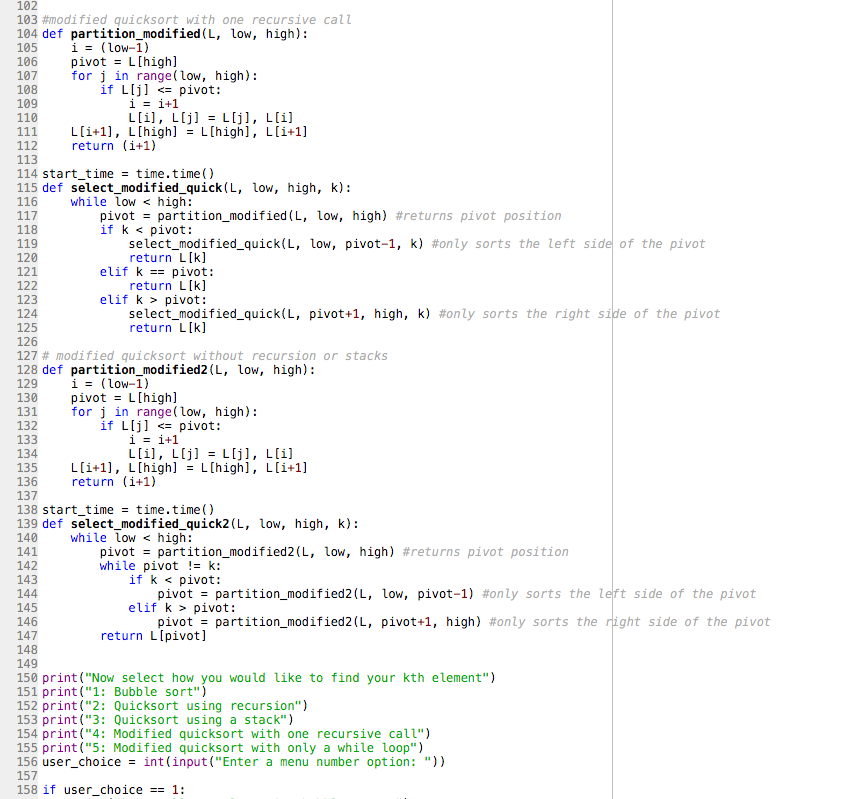 102
103 #modified quicksort with one recursive call
104 def partition_modified(L, low, high):
105     i = (low-1)
106     pivot = L[high]
107     for j in range(low, high):
108         if L[j] <= pivot:
109             i = i+1
110             L[i], L[j] = L[j], L[i]
111     L[i+1], L[high] = L[high], L[i+1]
112     return (i+1)
113
114 start_time = time.time()
115 def select_modified_quick(L, low, high, k):
116     while low < high:
117         pivot = partition_modified(L, low, high) #returns pivot position
118         if k < pivot:
119             select_modified_quick(L, low, pivot-1, k) #only sorts the left side of the pivot
120             return L[k]
121         elif k == pivot:
122             return L[k]
123         elif k > pivot:
124             select_modified_quick(L, pivot+1, high, k) #only sorts the right side of the pivot
125             return L[k]
126
127 # modified quicksort without recursion or stacks
128 def partition_modified2(L, low, high):
129     i = (low-1)
130     pivot = L[high]
131     for j in range(low, high):
132         if L[j] <= pivot:
133             i = i+1
134             L[i], L[j] = L[j], L[i]
135     L[i+1], L[high] = L[high], L[i+1]
136     return (i+1)
137
138 start_time = time.time()
139 def select_modified_quick2(L, low, high, k):
140     while low < high:
141         pivot = partition_modified2(L, low, high) #returns pivot position
142         while pivot != k:
143             if k < pivot:
144                 pivot = partition_modified2(L, low, pivot-1) #only sorts the left side of the pivot
145             elif k > pivot:
146                 pivot = partition_modified2(L, pivot+1, high) #only sorts the right side of the pivot
147         return L[pivot]
148
149
150 print("Now select how you would like to find your kth element")
151 print("1: Bubble sort")
152 print("2: Quicksort using recursion")
153 print("3: Quicksort using a stack")
154 print("4: Modified quicksort with one recursive call")
155 print("5: Modified quicksort with only a while loop")
156 user_choice = int(input("Enter a menu number option: "))
157
158 if user_choice == 1: